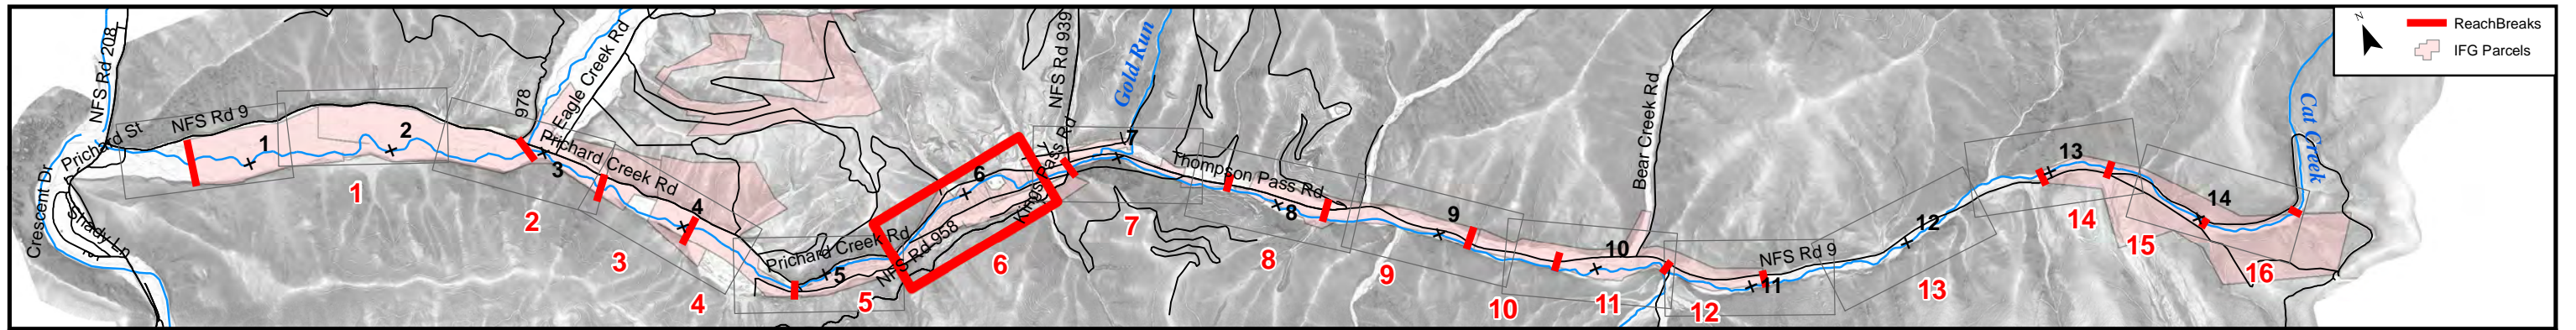 N
ReachBreaks
IFG Parcels
NFS Rd 208
Crescent Dr
Shady Ln
Prichard St
NFS Rd 9
1
2
978
Eagle Creek Rd
Prichard Creek Rd
3
4
Prichard Creek Rd
5
NFS Rd 958
6
Kings Pass Rd
NFS Rd 939
Gold Run
7
Thompson Pass Rd
8
9
Bear Creek Rd
10
NFS Rd 9
11
12
13
14
Cat Creek
1
2
3
4
5
6
7
8
9
10
11
12
13
14
15
16